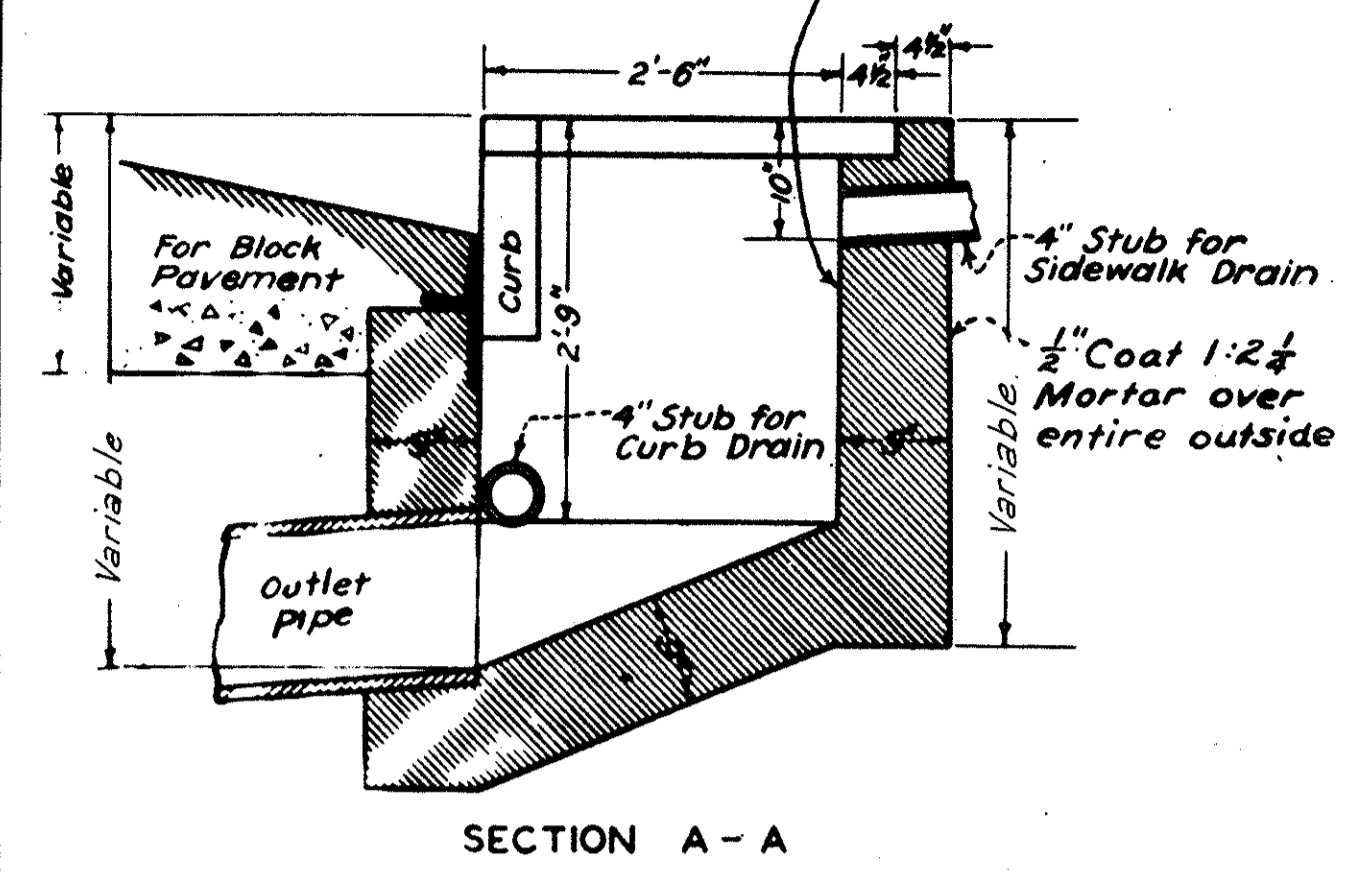 4½"
2'-6"
4½"
Variable
10"
For Block
Pavement
Curb
2'-9"
4" Stub for
Sidewalk Drain
½" Coat 1:2¼
Mortar over
entire outside
4" Stub for
Curb Drain
9"
9"
Variable
Variable
Outlet
pipe
SECTION A - A